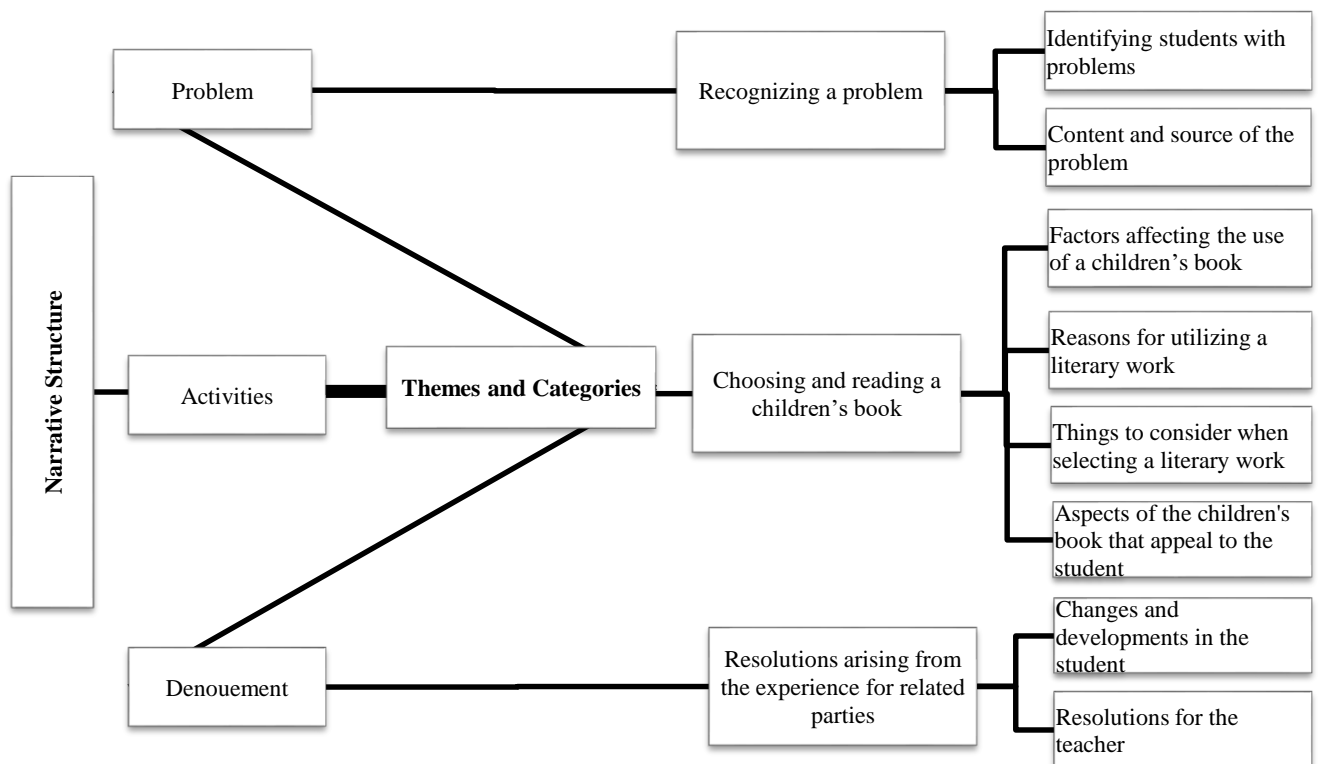 Narrative Structure
Problem
Recognizing a problem
Identifying students with
problems
Content and source of the
problem
Activities
Themes and Categories
Choosing and reading a
children’s book
Factors affecting the use
of a children’s book
Reasons for utilizing a
literary work
Things to consider when
selecting a literary work
Aspects of the children's
book that appeal to the
student
Denouement
Resolutions arising from
the experience for related
parties
Changes and
developments in the
student
Resolutions for the
teacher